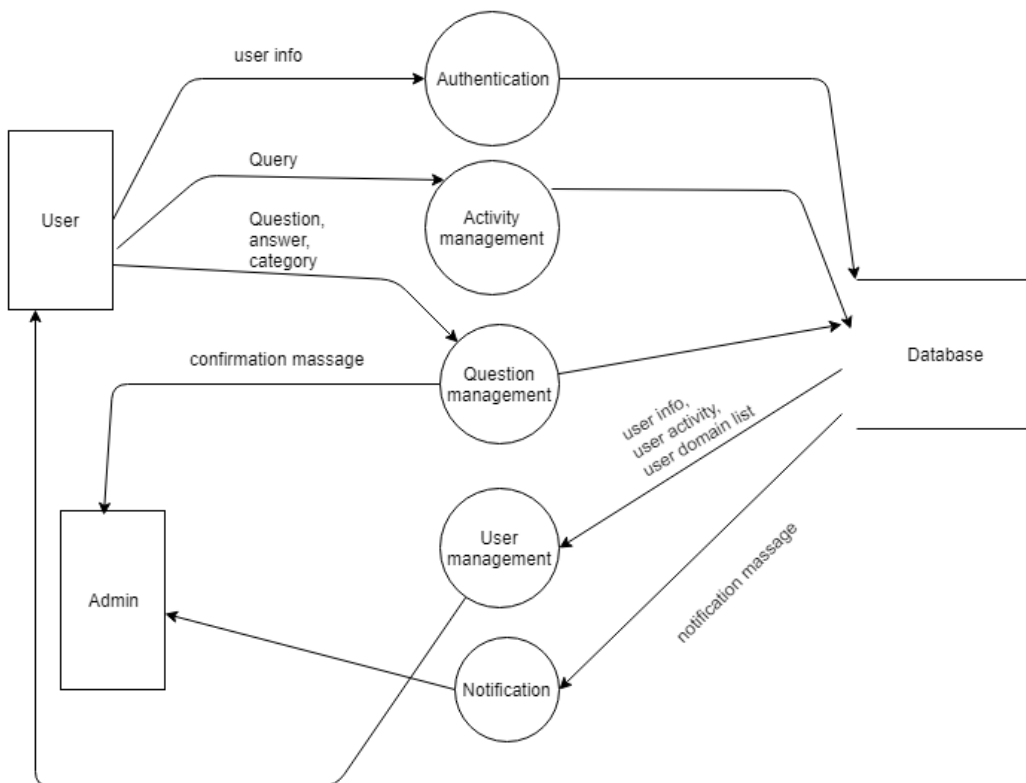 user info
Authentication
Query
User
Activity
management
Question,
answer,
category
Database
confirmation massage
Question
management
user info,
user activity,
user domain list
User
management
notification massage
Admin
Notification